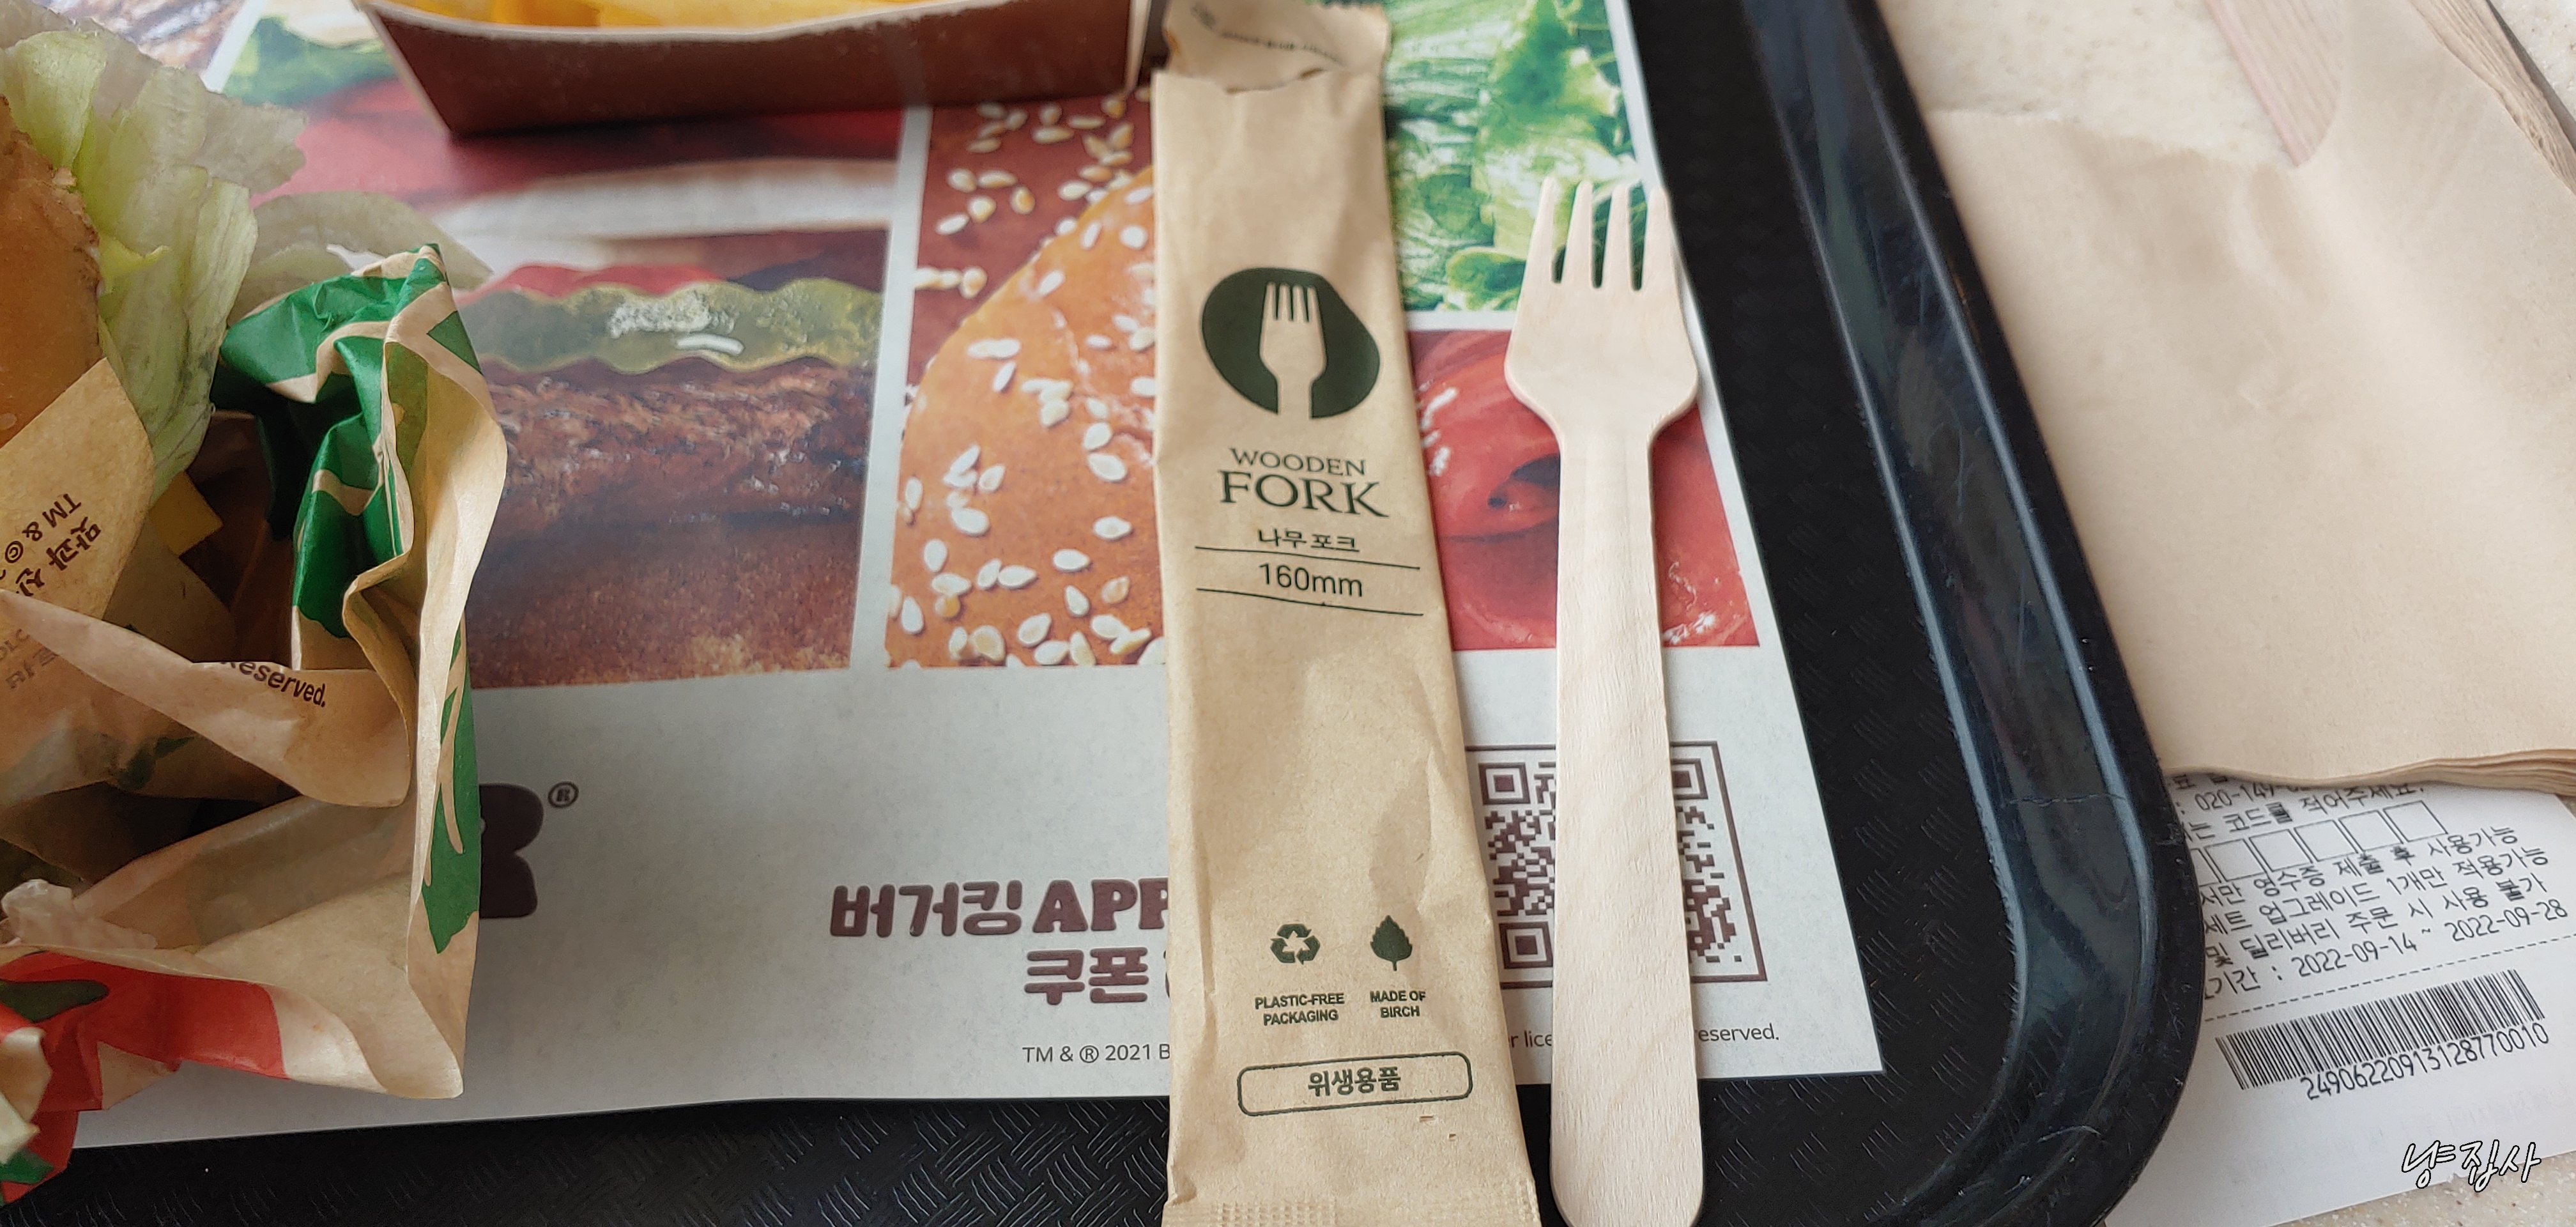 WOODEN
FORK
나무 포크
160mm
PLASTIC-FREE
PACKAGING
MADE OF
BIRCH
위생용품
맛과
TM & ©
Reserved.
R®
버거킹 APP
쿠폰
TM & ® 2021 B
reserved.
: 020-149
코드를 적어주세요.
영수증 제출 후 사용가능
세트 업그레이드 1개만 적용가능
및 딜리버리 주문 시 사용 불가
기간 : 2022-09-14 ~ 2022-09-28
24906220913128770010
냥집사